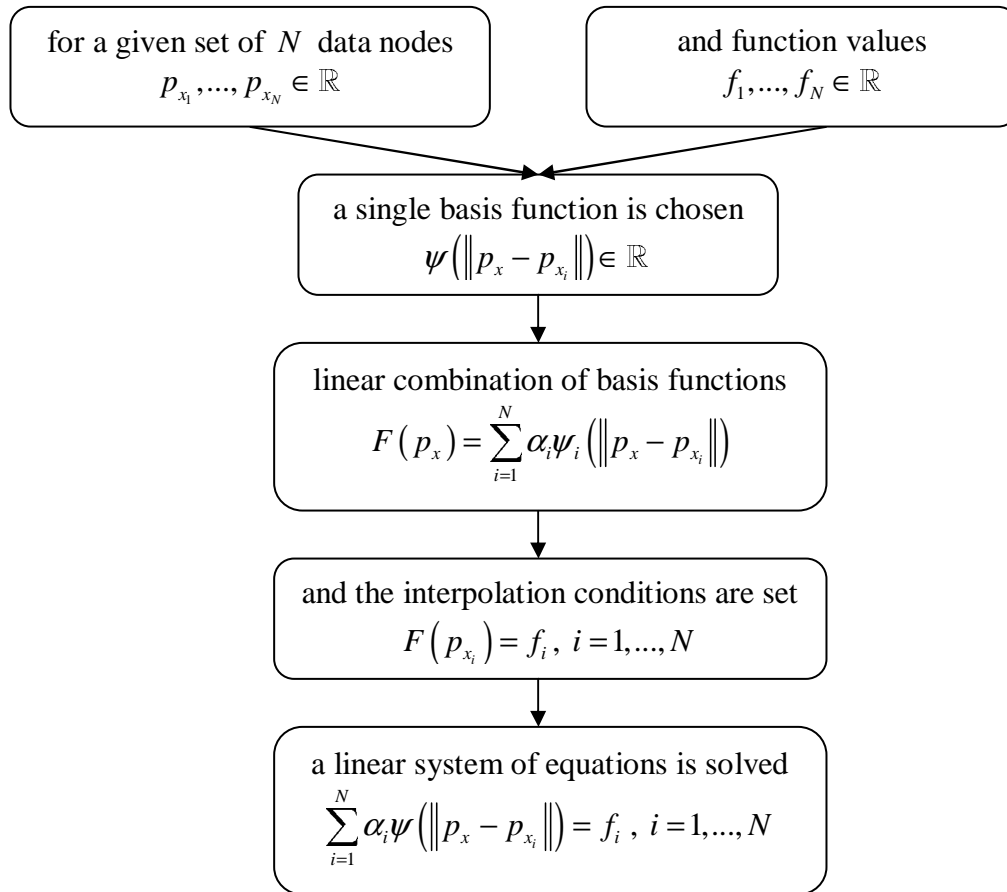 for a given set of N data nodes
p_{x_1},..., p_{x_N} ∈ ℝ
and function values
f_1,..., f_N ∈ ℝ
a single basis function is chosen
ψ(‖p_x − p_{x_i}‖) ∈ ℝ
linear combination of basis functions
F(p_x) = ∑_{i=1}^{N} α_i ψ_i (‖p_x − p_{x_i}‖)
and the interpolation conditions are set
F(p_{x_i}) = f_i , i = 1,..., N
a linear system of equations is solved
∑_{i=1}^{N} α_i ψ(‖p_x − p_{x_i}‖) = f_i , i = 1,..., N